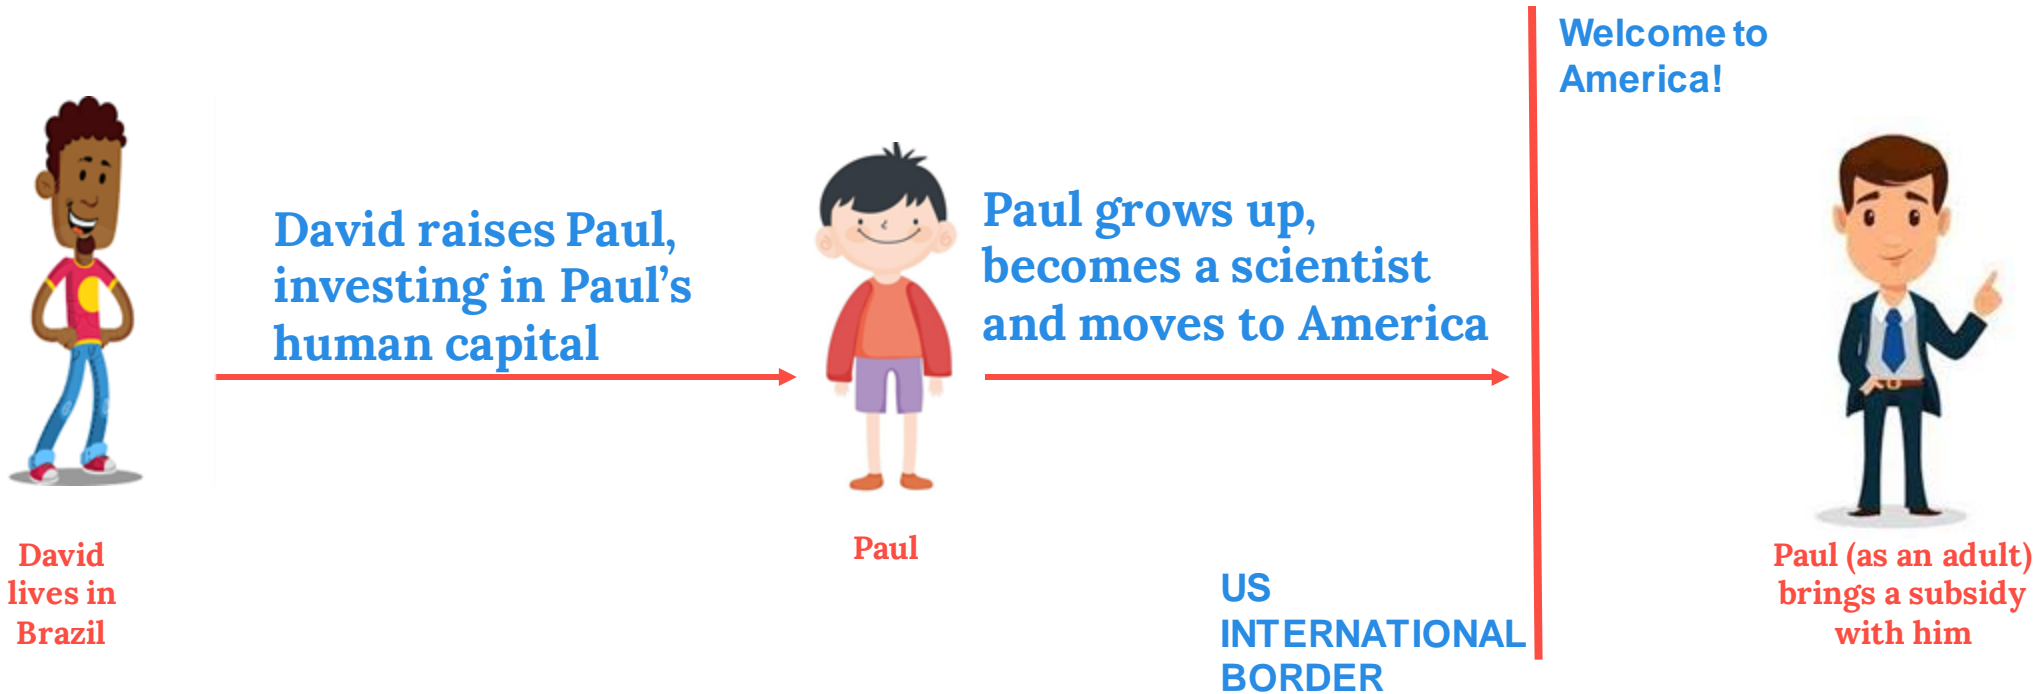 David
lives in
Brazil
David raises Paul,
investing in Paul's
human capital
Paul
Paul grows up,
becomes a scientist
and moves to America
US
INTERNATIONAL
BORDER
Welcome to
America!
Paul (as an adult)
brings a subsidy
with him